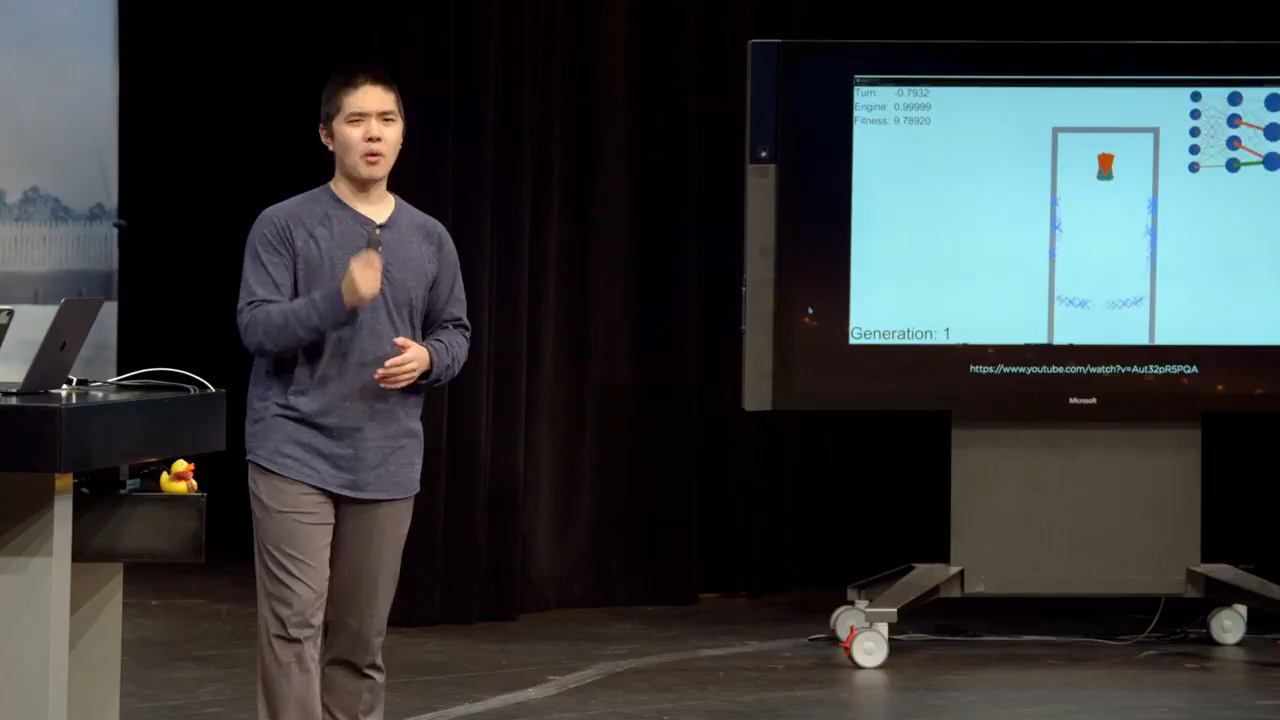 Turn: -0.7932
Engine: 0.99999
Fitness: 9.78920
Generation: 1
https://www.youtube.com/watch?v=Aut32pR5PQA
Microsoft